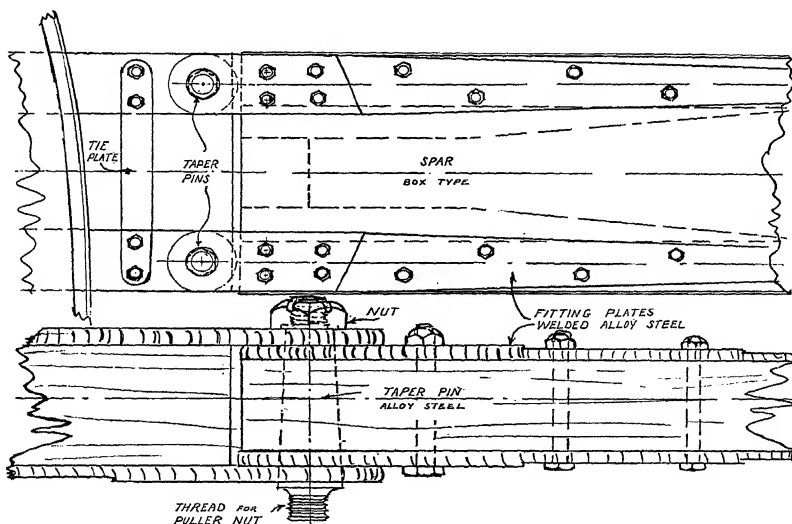 TIE
PLATE
TAPER
PINS
SPAR
BOX TYPE
NUT
FITTING PLATES
WELDED ALLOY STEEL
TAPER PIN
ALLOY STEEL
THREAD FOR
PULLER NUT